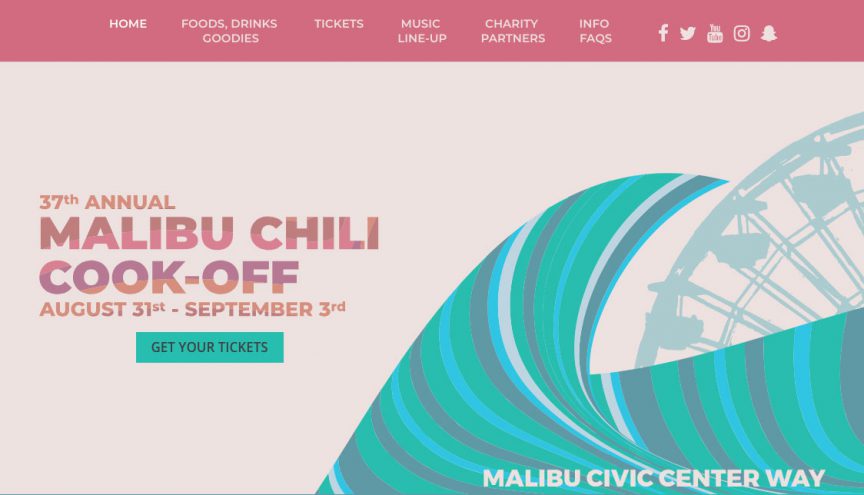 HOME
FOODS, DRINKS
GOODIES
TICKETS
MUSIC
LINE-UP
CHARITY
PARTNERS
INFO
FAQS
You
Tube
37th ANNUAL
MALIBU CHILI
COOK-OFF
AUGUST 31st - SEPTEMBER 3rd
GET YOUR TICKETS
MALIBU CIVIC CENTER WAY